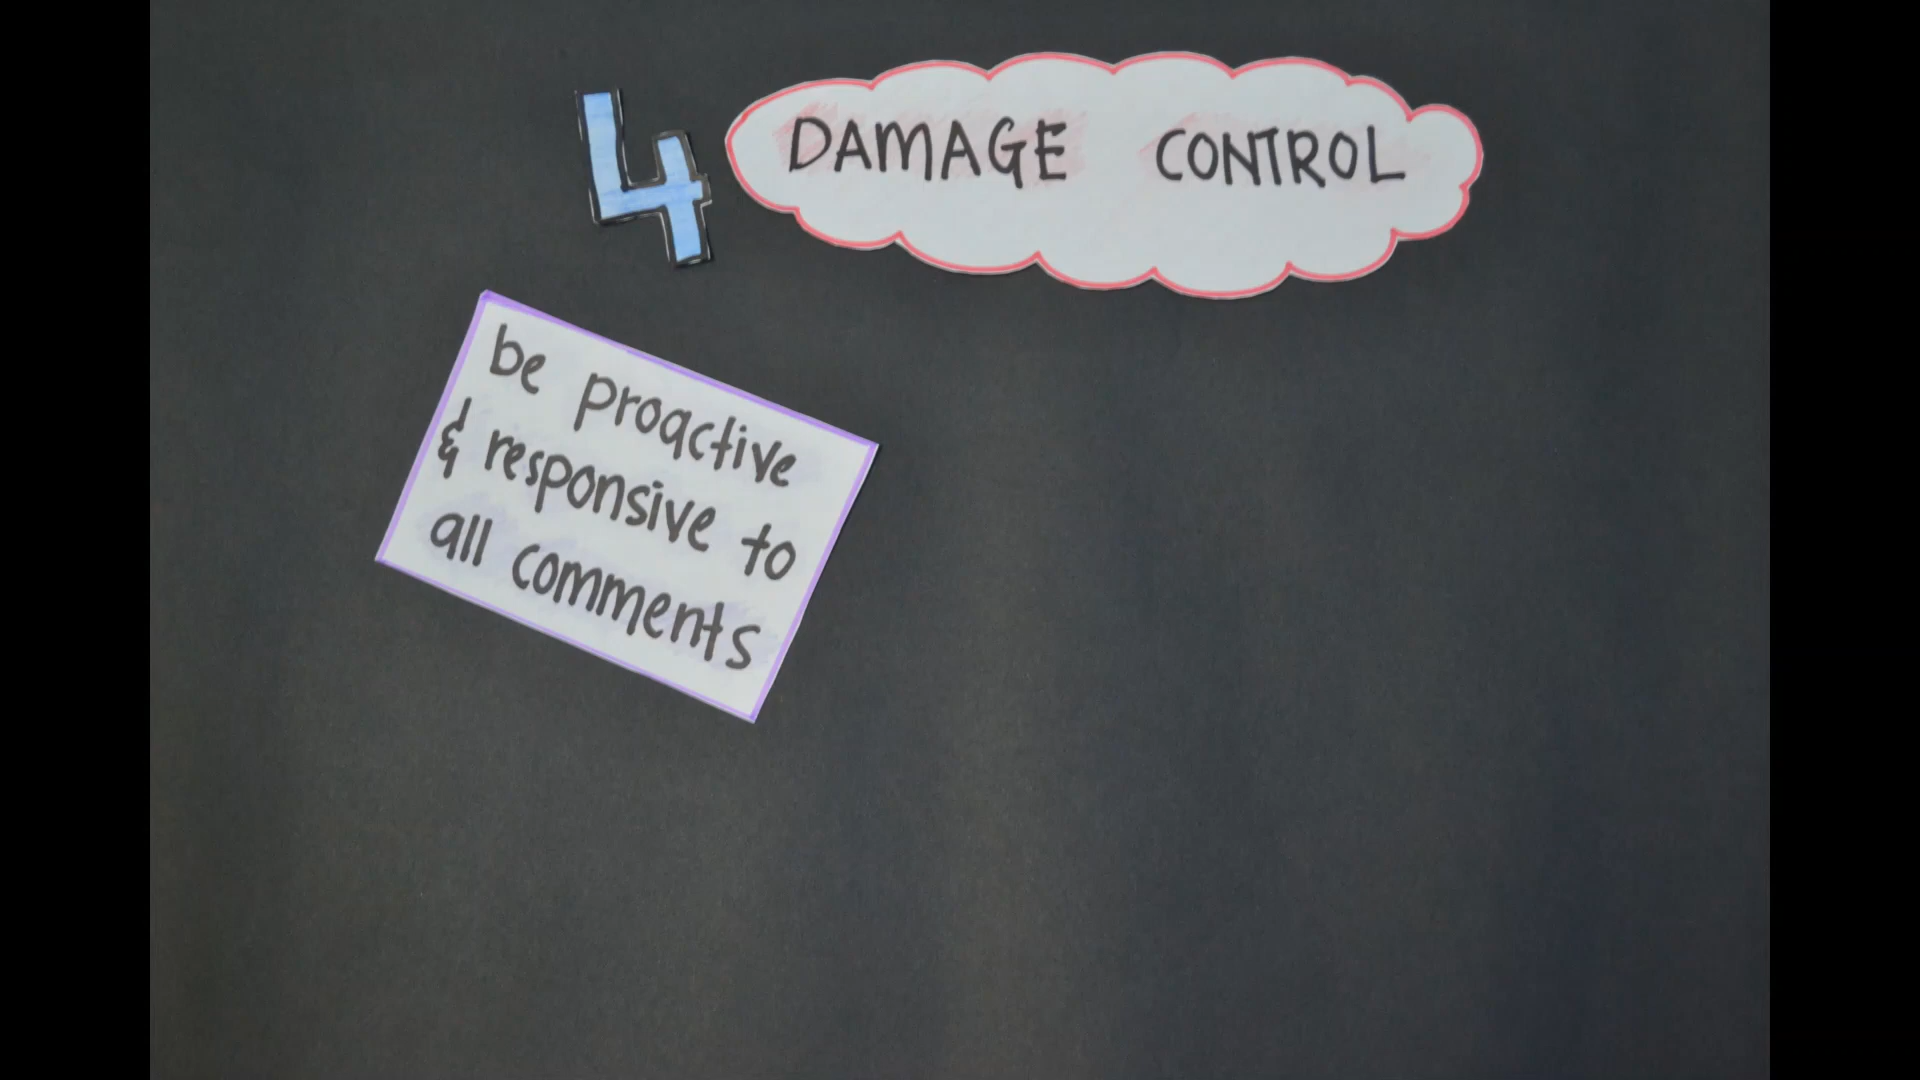 4 DAMAGE CONTROL
be proactive
& responsive to
all comments